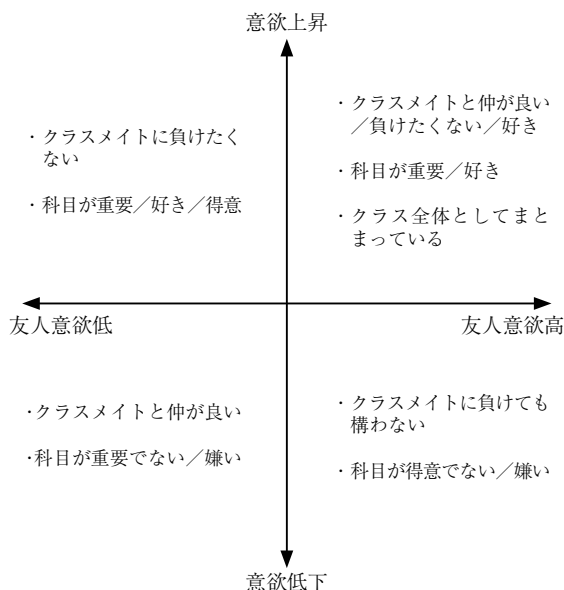 意欲上昇
・クラスメイトに負けたく
ない
・科目が重要／好き／得意
・クラスメイトと仲が良い
／負けたくない／好き
・科目が重要／好き
・クラス全体としてまと
まっている
友人意欲低
友人意欲高
・クラスメイトと仲が良い
・科目が重要でない／嫌い
・クラスメイトに負けても
構わない
・科目が得意でない／嫌い
意欲低下